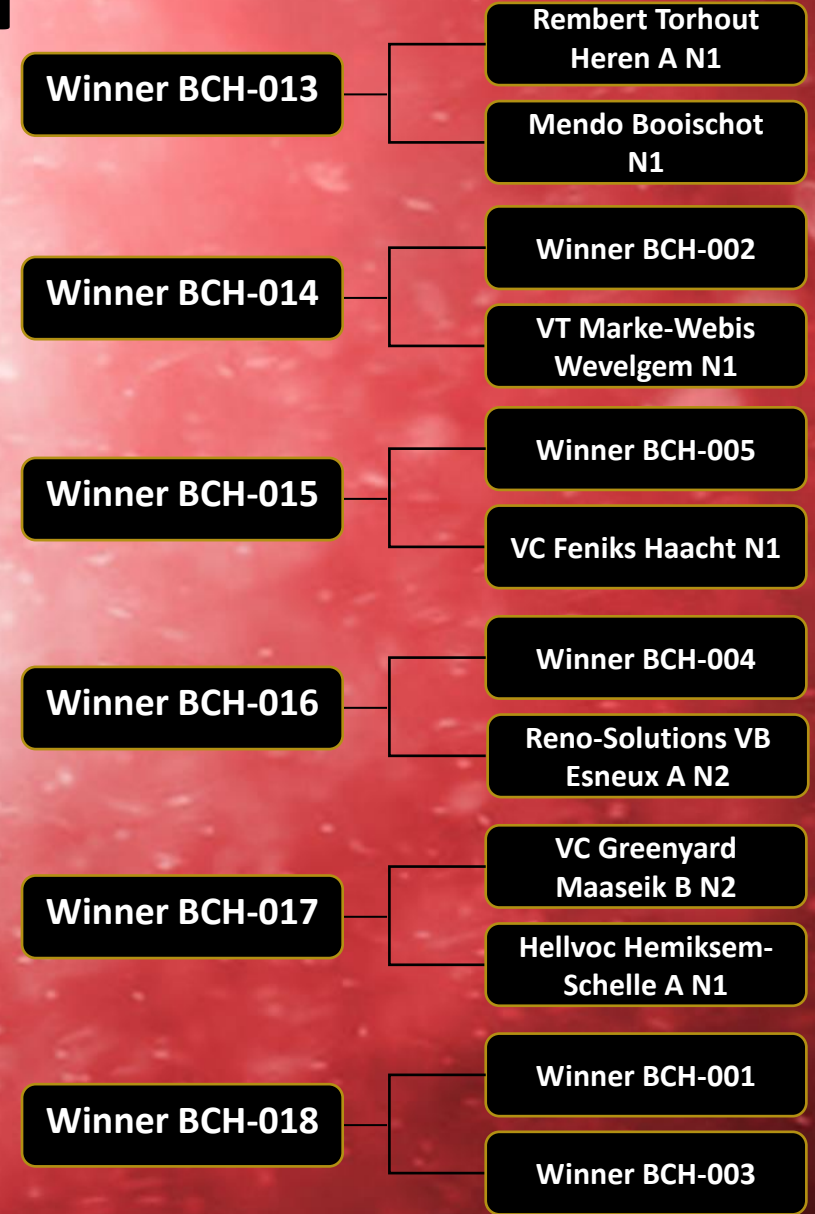 Winner BCH-013
Rembert Torhout
Heren A N1
Mendo Booischot
N1
Winner BCH-014
Winner BCH-002
VT Marke-Webis
Wevelgem N1
Winner BCH-015
Winner BCH-005
VC Feniks Haacht N1
Winner BCH-016
Winner BCH-004
Reno-Solutions VB
Esneux A N2
Winner BCH-017
VC Greenyard
Maaseik B N2
Hellvoc Hemiksem-
Schelle A N1
Winner BCH-018
Winner BCH-001
Winner BCH-003